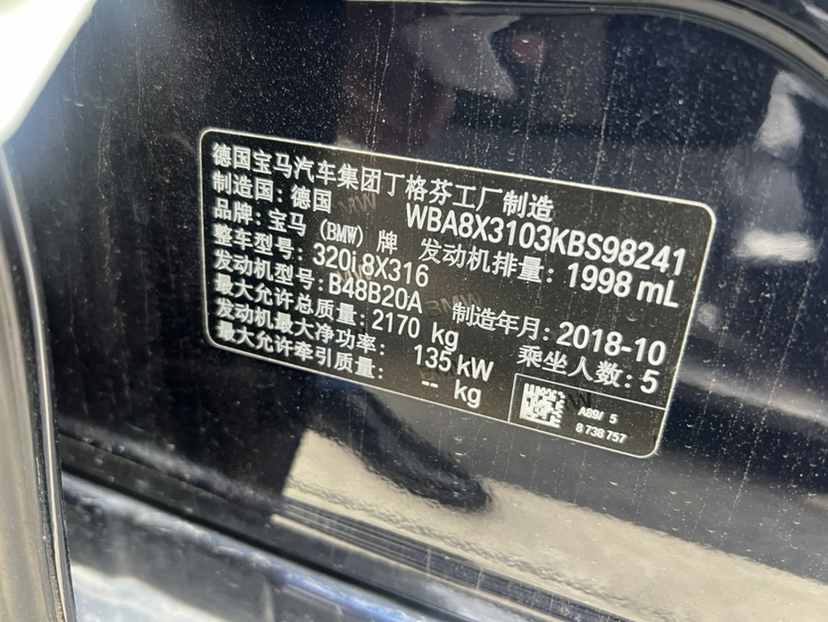 德国宝马汽车集团丁格芬工厂制造
制造国: 德国 WBA8X3103KBS98241
品牌: 宝马 (BMW) 牌 发动机排量: 1998 mL
整车型号: 320i 8X316
发动机型号: B48B20A 制造年月: 2018-10
最大允许总质量: 2170 kg 乘坐人数: 5
发动机最大净功率: 135 kW
最大允许牵引质量: -- kg
A89/ 5
8 738 757